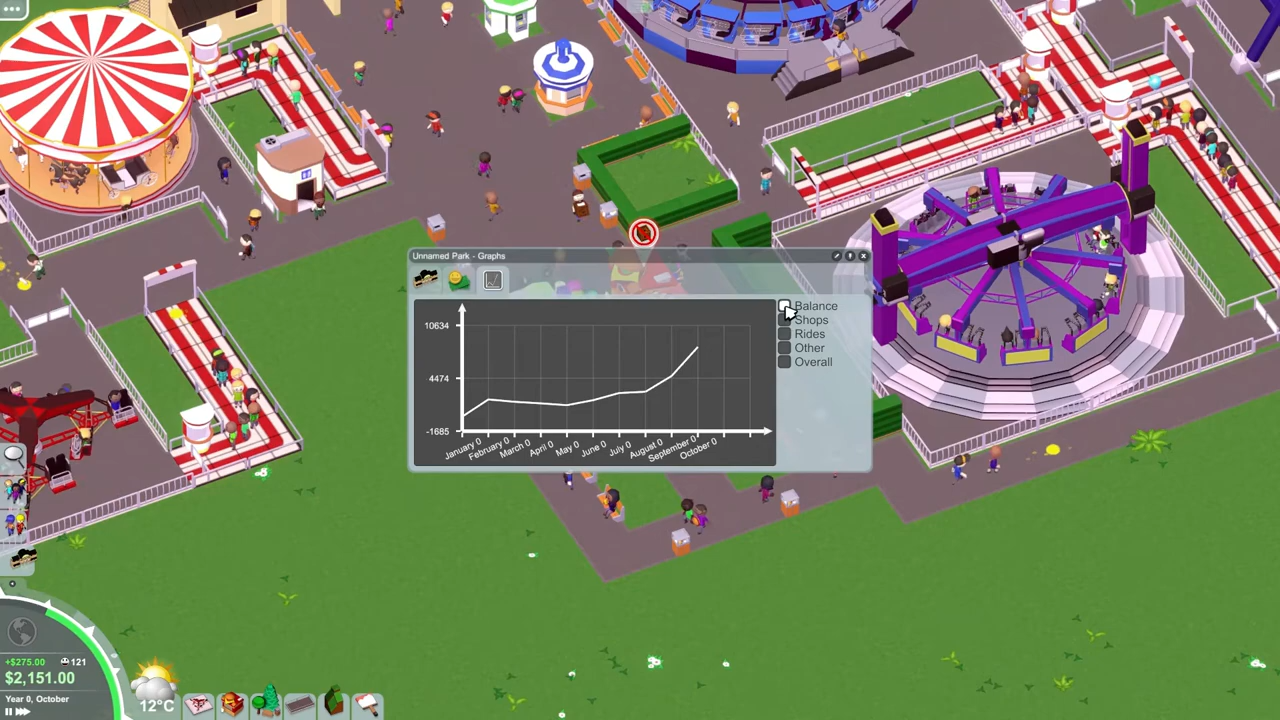 Unnamed Park - Graphs
Balance
Shops
Rides
Other
Overall
10634
4474
-1685
January 0
February 0
March 0
April 0
May 0
June 0
July 0
August 0
September 0
October 0
+$275.00 121
$2,151.00
Year 0, October
12°C